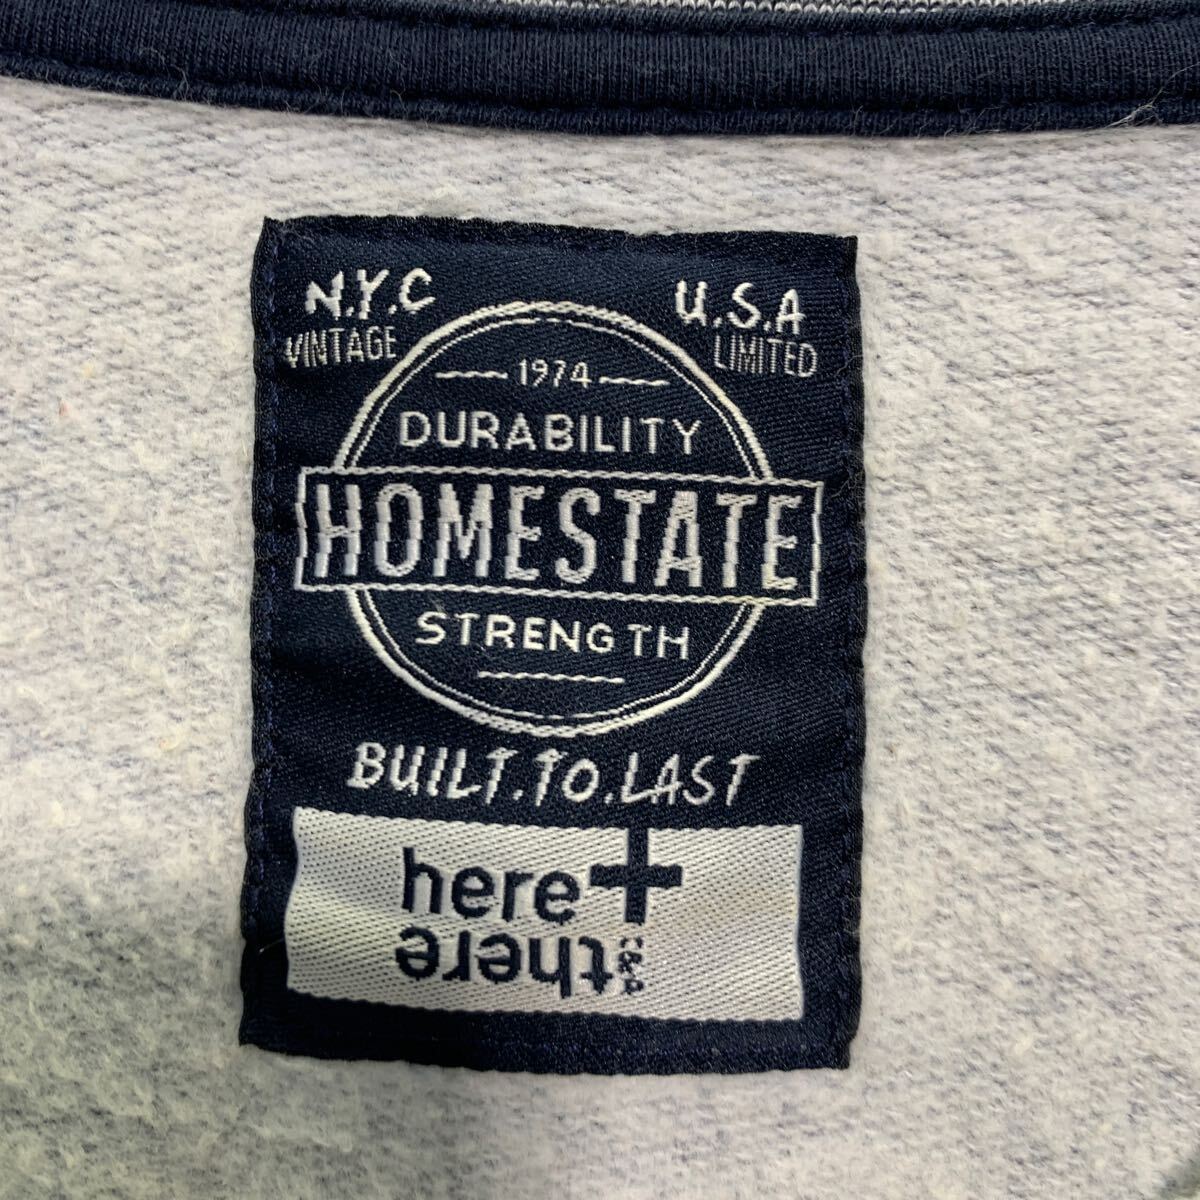 N.Y.C
VINTAGE
U.S.A
LIMITED
1974
DURABILITY
HOMESTATE
STRENGTH
BUILT.TO.LAST
here+
there
c&a